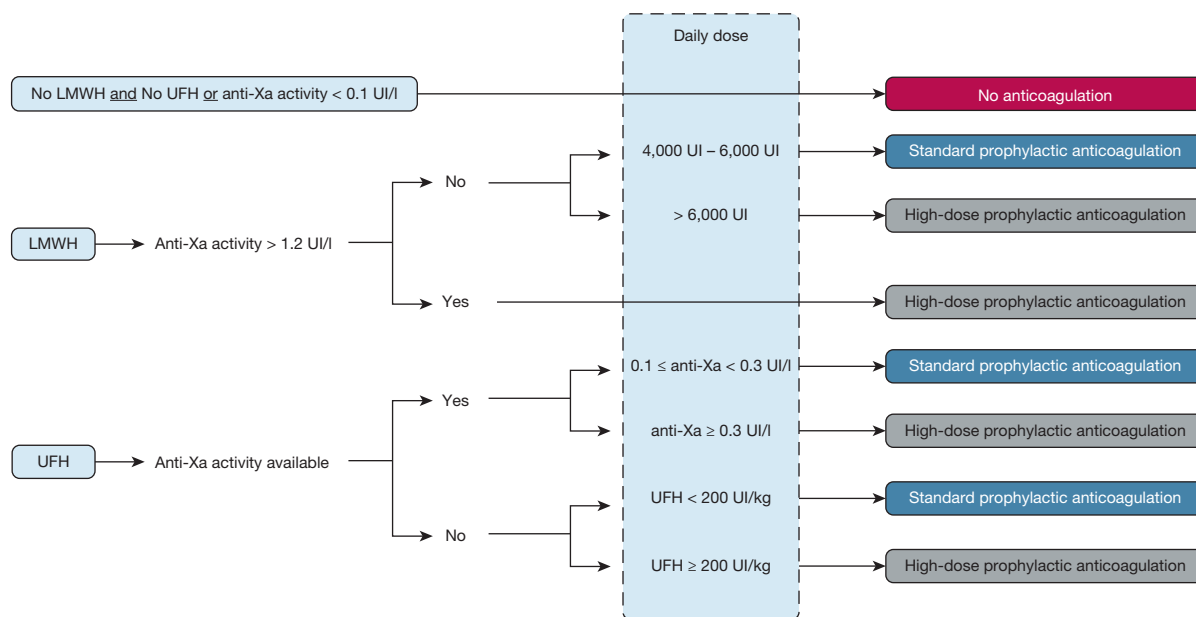 Daily dose
No LMWH and No UFH or anti-Xa activity < 0.1 UI/l
No anticoagulation
4,000 UI – 6,000 UI
Standard prophylactic anticoagulation
No
> 6,000 UI
High-dose prophylactic anticoagulation
LMWH
Anti-Xa activity > 1.2 UI/l
Yes
High-dose prophylactic anticoagulation
0.1 ≤ anti-Xa < 0.3 UI/l
Standard prophylactic anticoagulation
Yes
anti-Xa ≥ 0.3 UI/l
High-dose prophylactic anticoagulation
UFH
Anti-Xa activity available
UFH < 200 UI/kg
Standard prophylactic anticoagulation
No
UFH ≥ 200 UI/kg
High-dose prophylactic anticoagulation